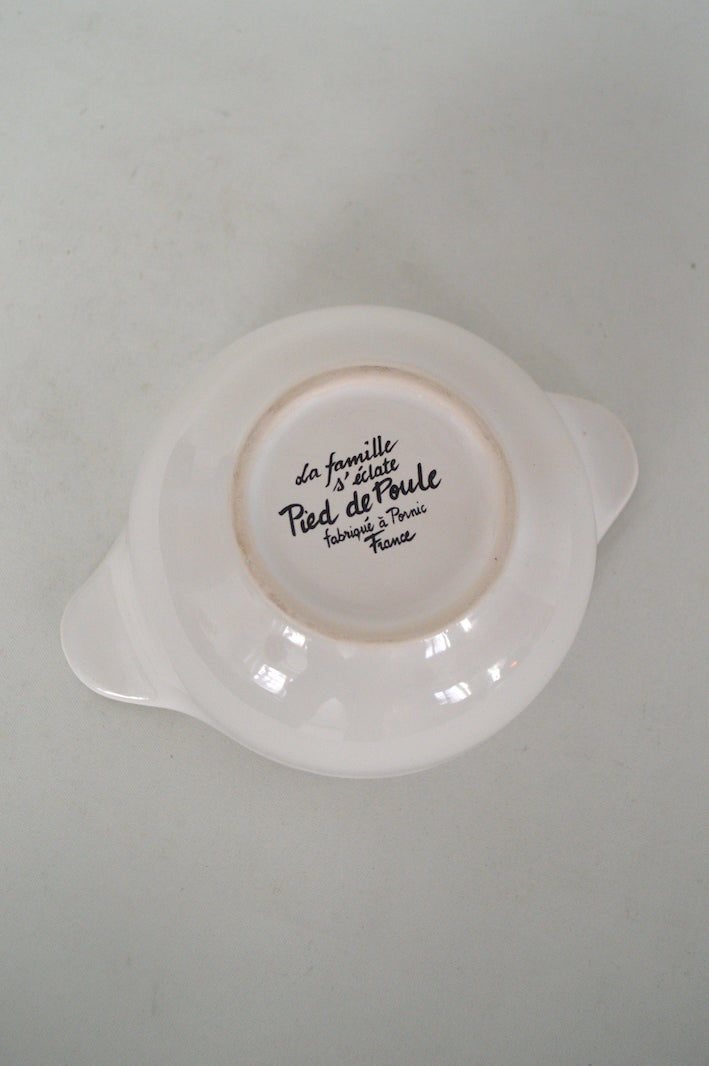 La famille
s'éclate
Pied de Poule
fabriqué à Pornic
France